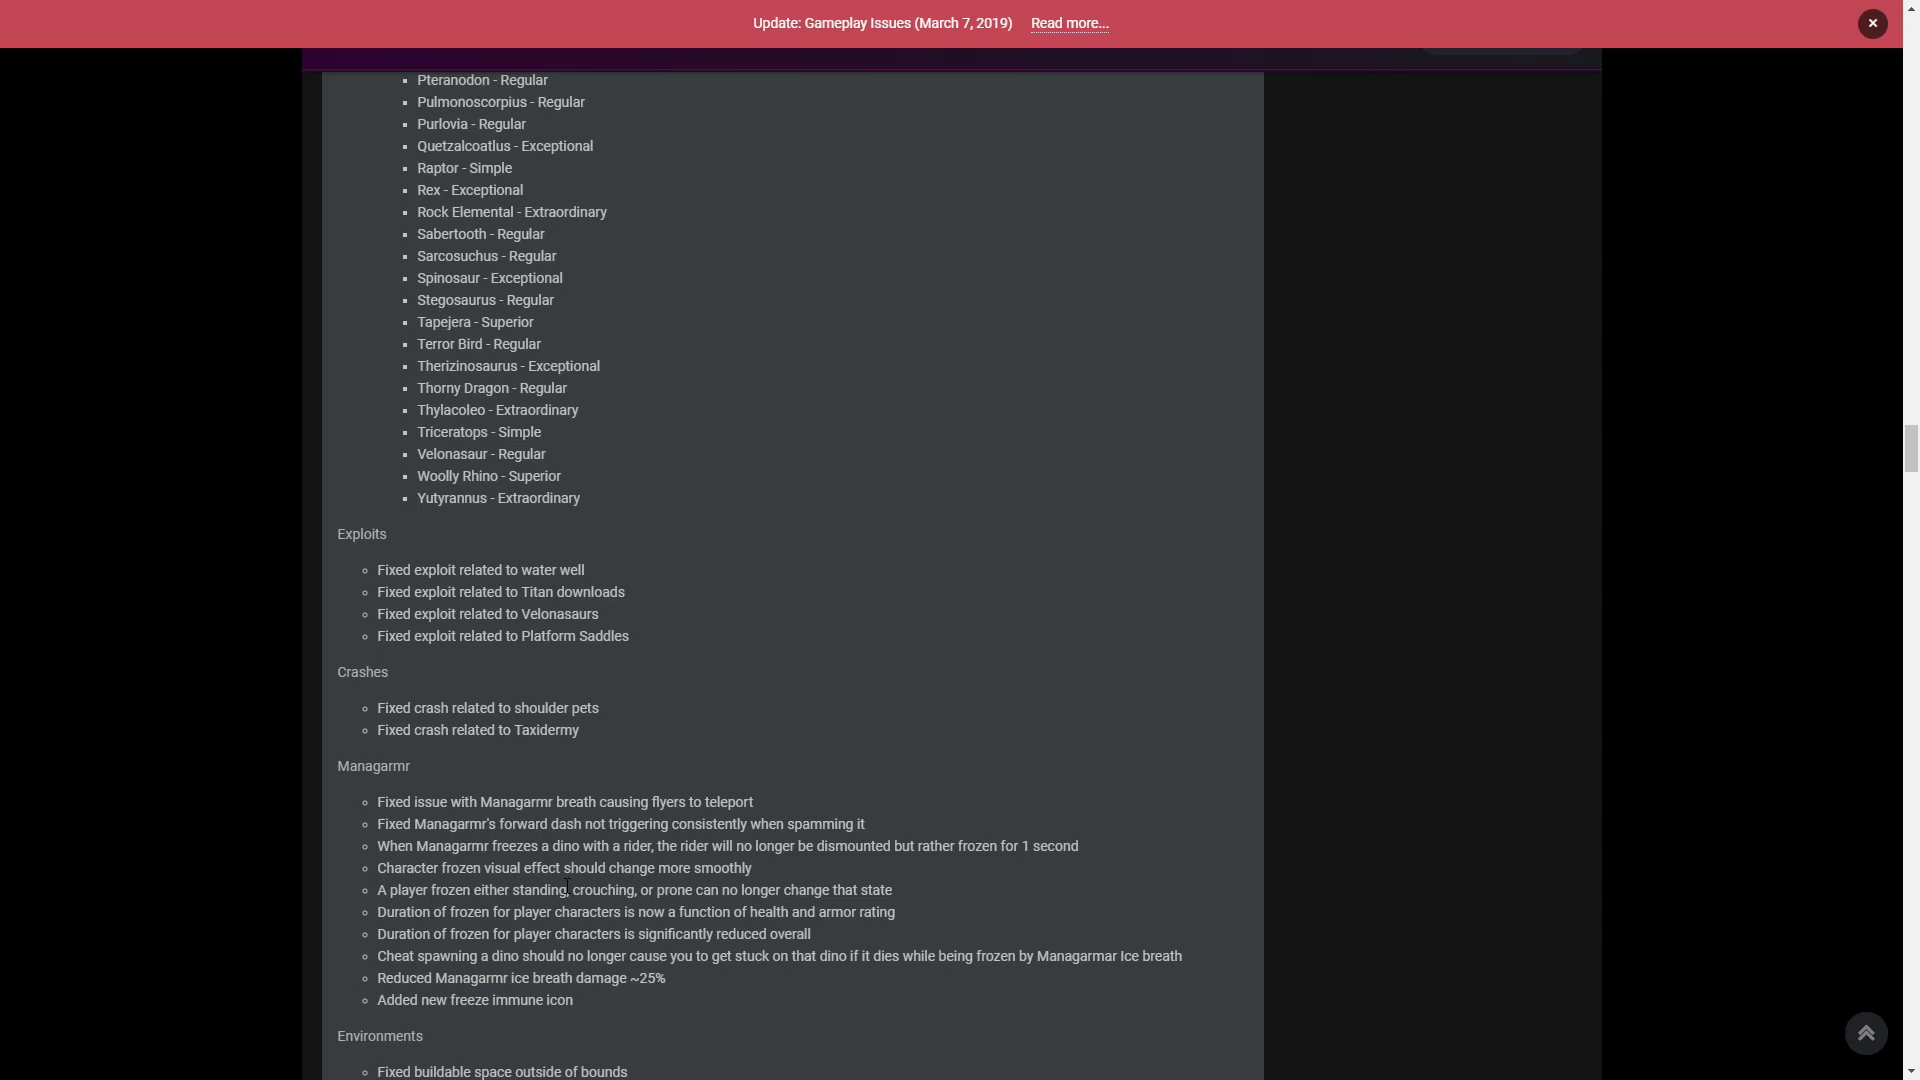 Update: Gameplay Issues (March 7, 2019) Read more...
Pteranodon - Regular
Pulmonoscorpius - Regular
Purlovia - Regular
Quetzalcoatlus - Exceptional
Raptor - Simple
Rex - Exceptional
Rock Elemental - Extraordinary
Sabertooth - Regular
Sarcosuchus - Regular
Spinosaur - Exceptional
Stegosaurus - Regular
Tapejera - Superior
Terror Bird - Regular
Therizinosaurus - Exceptional
Thorny Dragon - Regular
Thylacoleo - Extraordinary
Triceratops - Simple
Velonasaur - Regular
Woolly Rhino - Superior
Yutyrannus - Extraordinary
Exploits
Fixed exploit related to water well
Fixed exploit related to Titan downloads
Fixed exploit related to Velonasaurs
Fixed exploit related to Platform Saddles
Crashes
Fixed crash related to shoulder pets
Fixed crash related to Taxidermy
Managarmr
Fixed issue with Managarmr breath causing flyers to teleport
Fixed Managarmr's forward dash not triggering consistently when spamming it
When Managarmr freezes a dino with a rider, the rider will no longer be dismounted but rather frozen for 1 second
Character frozen visual effect should change more smoothly
A player frozen either standing, crouching, or prone can no longer change that state
Duration of frozen for player characters is now a function of health and armor rating
Duration of frozen for player characters is significantly reduced overall
Cheat spawning a dino should no longer cause you to get stuck on that dino if it dies while being frozen by Managarmar Ice breath
Reduced Managarmr ice breath damage ~25%
Added new freeze immune icon
Environments
Fixed buildable space outside of bounds